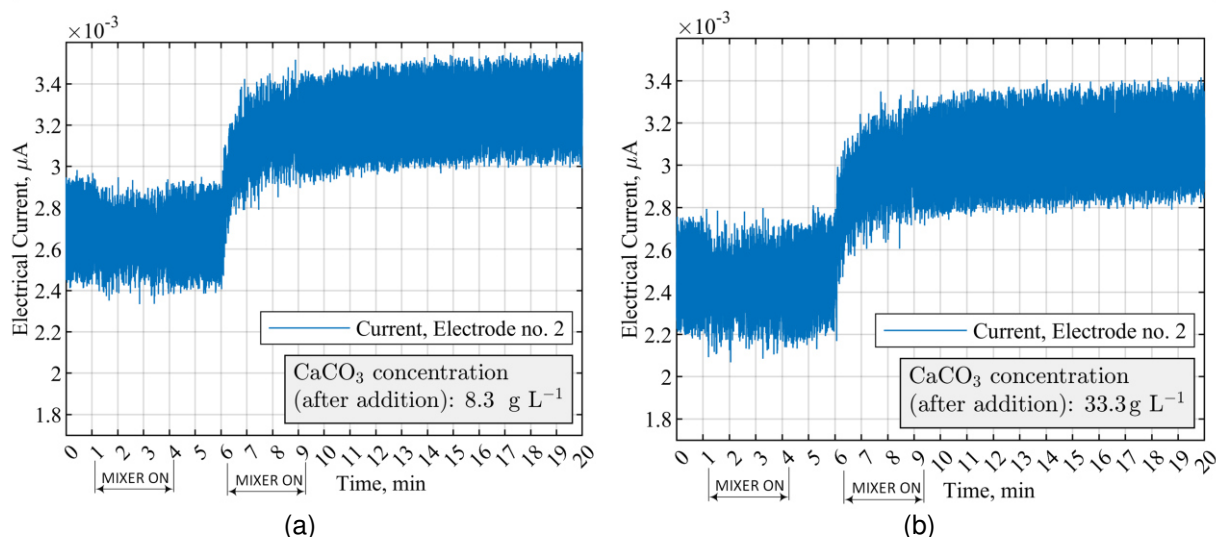 ×10⁻³
3.4
3.2
3
2.8
2.6
2.4
2.2
2
1.8
Electrical Current, μA
Current, Electrode no. 2
CaCO₃ concentration
(after addition): 8.3 g L⁻¹
0 1 2 3 4 5 6 7 8 9 10 11 12 13 14 15 16 17 18 19 20
MIXER ON MIXER ON
Time, min
(a)
×10⁻³
3.4
3.2
3
2.8
2.6
2.4
2.2
2
1.8
Electrical Current, μA
Current, Electrode no. 2
CaCO₃ concentration
(after addition): 33.3 g L⁻¹
0 1 2 3 4 5 6 7 8 9 10 11 12 13 14 15 16 17 18 19 20
MIXER ON MIXER ON
Time, min
(b)